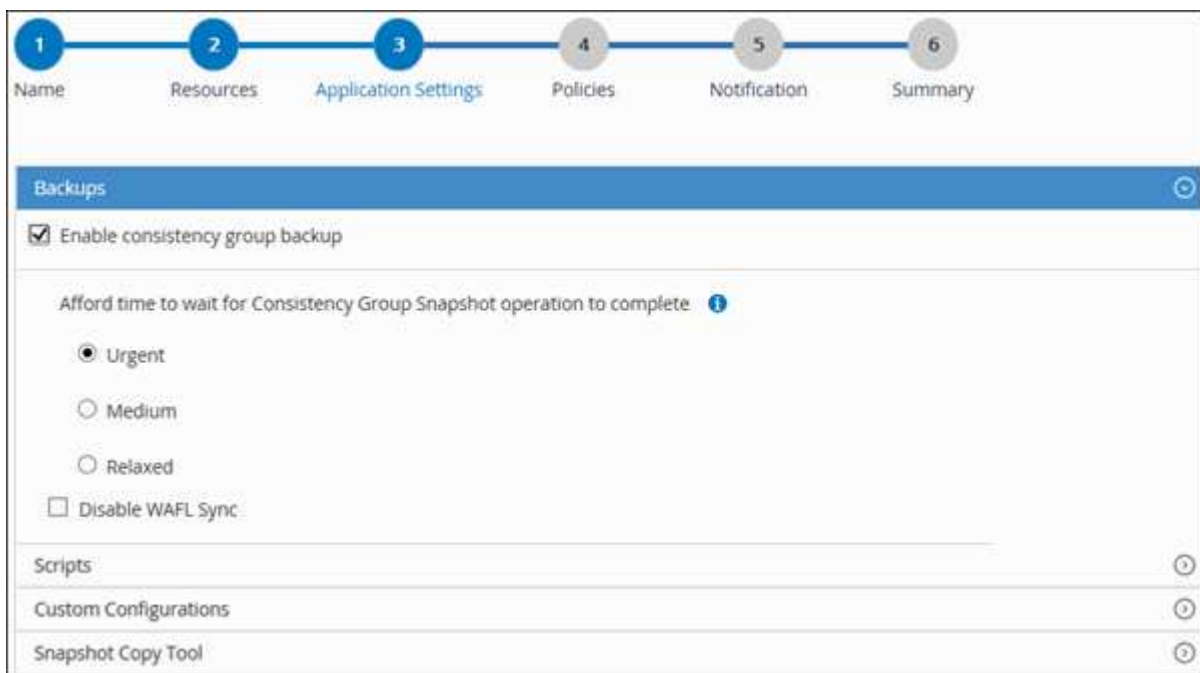 1 2 3 4 5 6
Name Resources Application Settings Policies Notification Summary
Backups
Enable consistency group backup
Afford time to wait for Consistency Group Snapshot operation to complete
Urgent
Medium
Relaxed
Disable WAFL Sync
Scripts
Custom Configurations
Snapshot Copy Tool